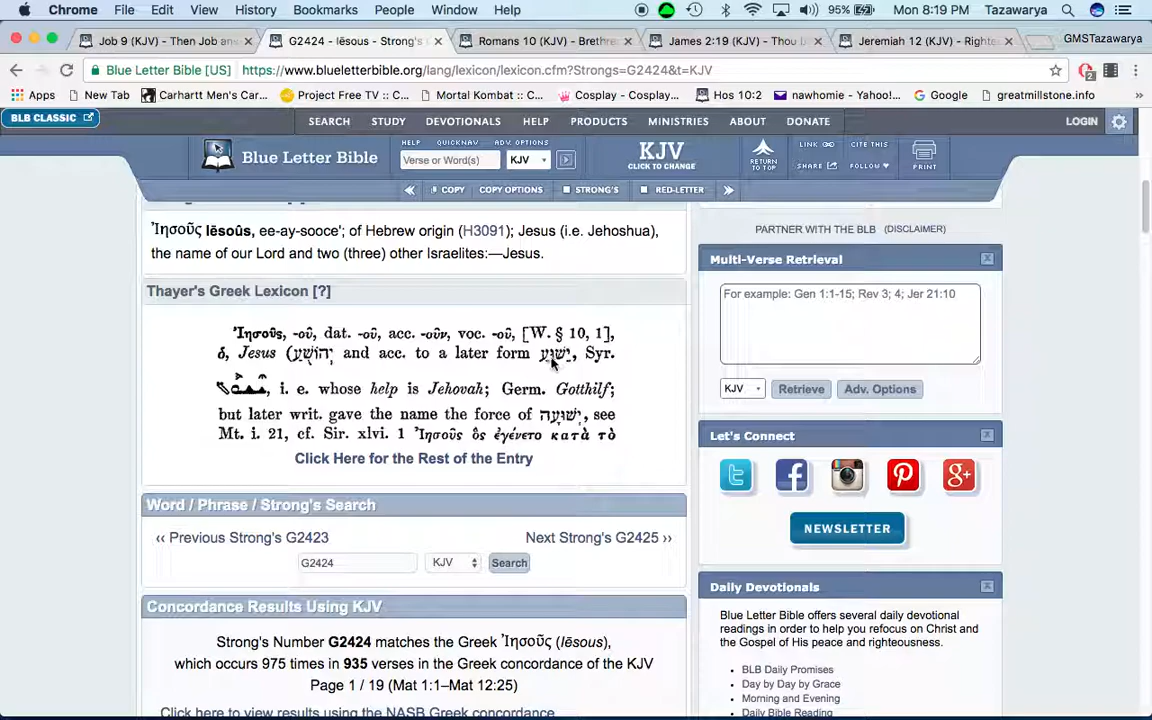 Chrome File Edit View History Bookmarks People Window Help 95% Mon 8:19 PM Tazawarya
Job 9 (KJV) - Then Job an
G2424 - Iēsous - Strong's
Romans 10 (KJV) - Brethre
James 2:19 (KJV) - Thou b
Jeremiah 12 (KJV) - Righte
GMSTazawarya
Blue Letter Bible [US] https://www.blueletterbible.org/lang/lexicon/lexicon.cfm?Strongs=G2424&t=KJV
Apps New Tab Carhartt Men's Car... Project Free TV :: C... Mortal Kombat :: C... Cosplay - Cosplay... Hos 10:2 nawhomie - Yahoo!... Google greatmillstone.info »
BLB CLASSIC
SEARCH STUDY DEVOTIONALS HELP PRODUCTS MINISTRIES ABOUT DONATE LOGIN
Blue Letter Bible
HELP QUICKNAV ADV. OPTIONS
Verse or Word(s) KJV
KJV
CLICK TO CHANGE
RETURN TO TOP
LINK CITE THIS
SHARE FOLLOW PRINT
COPY COPY OPTIONS STRONG'S RED-LETTER
Ἰησοῦς Iēsoûs, ee-ay-sooce'; of Hebrew origin (H3091); Jesus (i.e. Jehoshua),
the name of our Lord and two (three) other Israelites:—Jesus.
Thayer's Greek Lexicon [?]
Ἰησοῦς, -οῦ, dat. -οῦ, acc. -οῦν, voc. -οῦ, [W. § 10, 1],
ὁ, Jesus (יְהוֹשֻׁעַ and acc. to a later form יֵשׁוּעַ, Syr.
i. e. whose help is Jehovah; Germ. Gotthilf;
but later writ. gave the name the force of יְשׁוּעָה, see
Mt. i. 21, cf. Sir. xlvi. 1 Ἰησοῦς ὃς ἐγένετο κατὰ τὸ
Click Here for the Rest of the Entry
Word / Phrase / Strong's Search
‹‹ Previous Strong's G2423 Next Strong's G2425 ››
G2424 KJV Search
Concordance Results Using KJV
Strong's Number G2424 matches the Greek Ἰησοῦς (Iēsous),
which occurs 975 times in 935 verses in the Greek concordance of the KJV
Page 1 / 19 (Mat 1:1–Mat 12:25)
Click here to view results using the NASB Greek concordance
PARTNER WITH THE BLB (DISCLAIMER)
Multi-Verse Retrieval
For example: Gen 1:1-15; Rev 3; 4; Jer 21:10
KJV Retrieve Adv. Options
Let's Connect
NEWSLETTER
Daily Devotionals
Blue Letter Bible offers several daily devotional
readings in order to help you refocus on Christ and
the Gospel of His peace and righteousness.
BLB Daily Promises
Day by Day by Grace
Morning and Evening
Daily Bible Reading